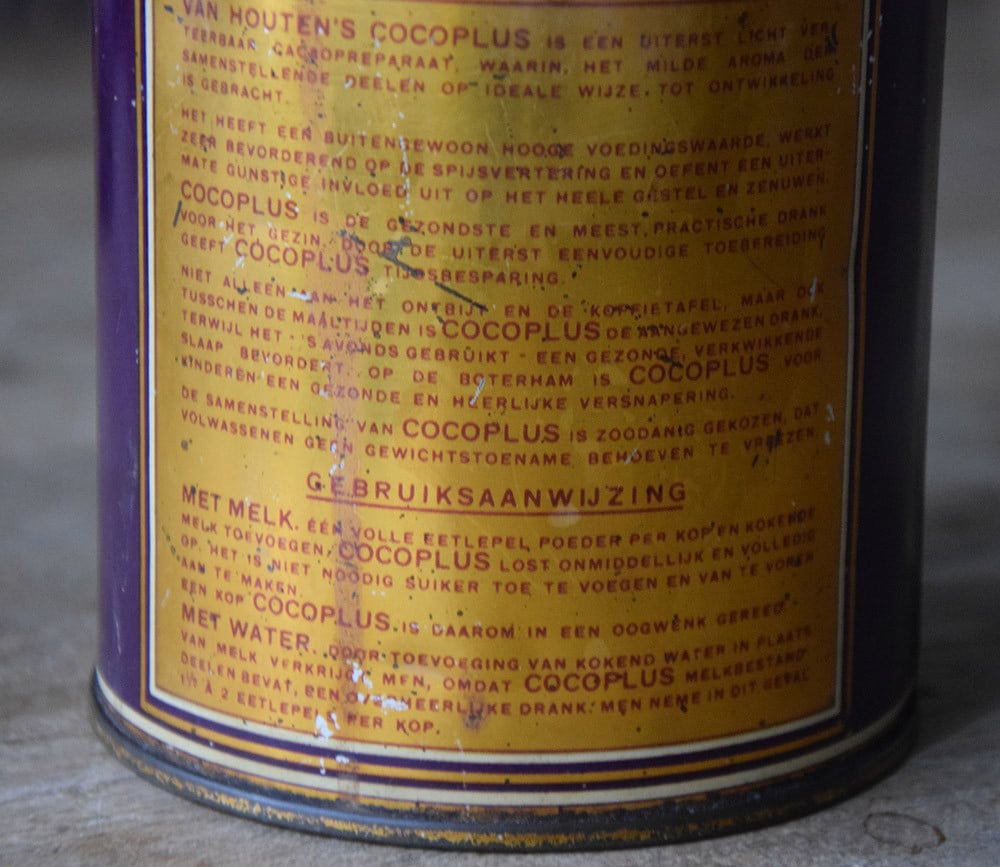 VAN HOUTEN'S COCOPLUS IS EEN UITERST LICHT VER-
TEERBAAR CACAOPREPARAAT, WAARIN HET MILDE AROMA DER
SAMENSTELLENDE DEELEN OP IDEALE WIJZE TOT ONTWIKKELING
IS GEBRACHT.
HET HEEFT EEN BUITENGEWOON HOOGE VOEDINGSWAARDE, WERKT
ZEER BEVORDEREND OP DE SPIJSVERTERING EN OEFENT EEN UITER-
MATE GUNSTIGE INVLOED UIT OP HET HEELE GESTEL EN ZENUWEN.
COCOPLUS IS DE GEZONDSTE EN MEEST PRACTISCHE DRANK
VOOR HET GEZIN. DOOR DE UITERST EENVOUDIGE TOEBEREIDING
GEEFT COCOPLUS TIJDSBESPARING.
NIET ALLEEN AAN HET ONTBIJT EN DE KOFFIETAFEL, MAAR OOK
TUSSCHEN DE MAALTIJDEN IS COCOPLUS DE AANGEWEZEN DRANK,
TERWIJL HET - 'S AVONDS GEBRUIKT - EEN GEZONDE, VERKWIKKENDE
SLAAP BEVORDERT. OP DE BOTERHAM IS COCOPLUS VOOR
KINDEREN EEN GEZONDE EN HEERLIJKE VERSNAPERING.
DE SAMENSTELLING VAN COCOPLUS IS ZOODANIG GEKOZEN, DAT
VOLWASSENEN GEEN GEWICHTSTOENAME BEHOEVEN TE VREEZEN.
GEBRUIKSAANWIJZING
MET MELK. ÉÉN VOLLE EETLEPEL POEDER PER KOP EN KOKENDE
MELK TOEVOEGEN. COCOPLUS LOST ONMIDDELLIJK EN VOLLEDIG
OP. HET IS NIET NOODIG SUIKER TOE TE VOEGEN EN VAN TE VOREN
AAN TE MAKEN.
EEN KOP COCOPLUS IS DAAROM IN EEN OOGWENK GEREED.
MET WATER. DOOR TOEVOEGING VAN KOKEND WATER IN PLAATS
VAN MELK VERKRIJGT MEN, OMDAT COCOPLUS MELKBESTAND-
DEELEN BEVAT, EEN OVERHEERLIJKE DRANK. MEN NEME IN DIT GEVAL
1½ À 2 EETLEPEL PER KOP.